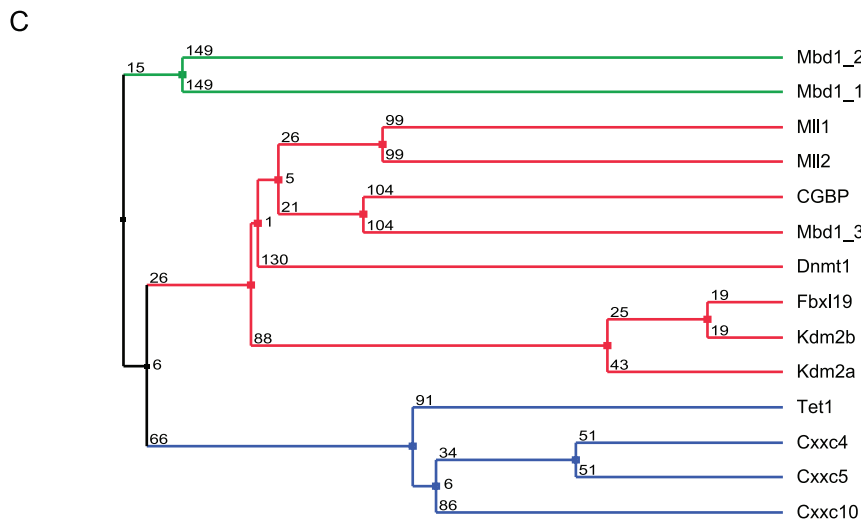 C
149
Mbd1_2
15
149
Mbd1_1
99
Mll1
26
99
Mll2
5
104
CGBP
21
104
Mbd1_3
1
130
Dnmt1
26
19
Fbxl19
25
19
Kdm2b
88
43
Kdm2a
6
91
Tet1
66
51
Cxxc4
34
51
Cxxc5
6
86
Cxxc10